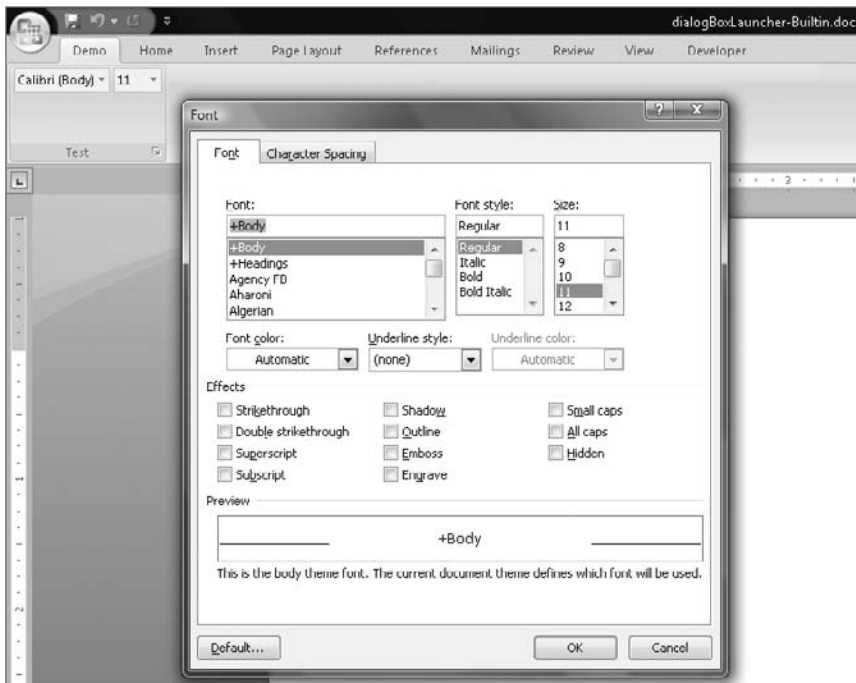 dialogBoxLauncher-Builtin.doc
Demo Home Insert Page Layout References Mailings Review View Developer
Calibri (Body) 11
Test
Font
Font Character Spacing
Font: Font style: Size:
+Body Regular 11
+Body Regular 8
+Headings Italic 9
Agency FB Bold 10
Aharoni Bold Italic 11
Algerian 12
Font color: Underline style: Underline color:
Automatic (none) Automatic
Effects
Strikethrough Shadow Small caps
Double strikethrough Outline All caps
Superscript Emboss Hidden
Subscript Engrave
Preview
+Body
This is the body theme font. The current document theme defines which font will be used.
Default... OK Cancel
3
1
1
2